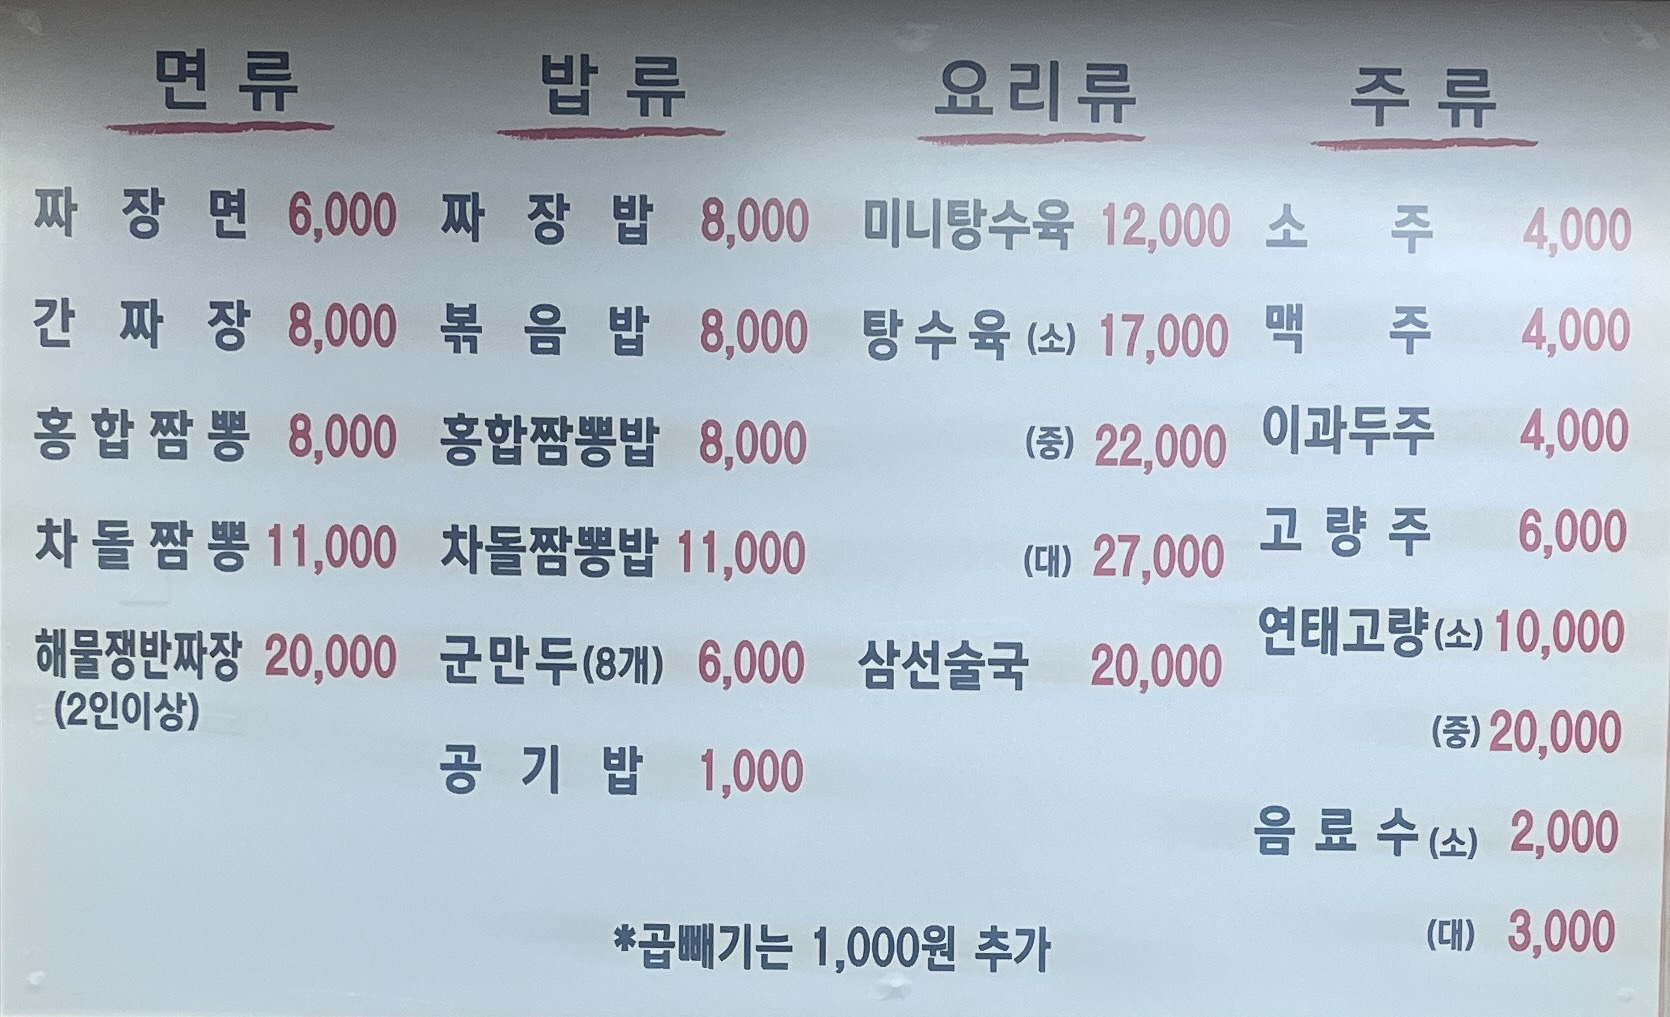 면류
짜장면 6,000
간짜장 8,000
홍합짬뽕 8,000
차돌짬뽕 11,000
해물쟁반짜장 20,000
(2인이상)
밥류
짜장밥 8,000
볶음밥 8,000
홍합짬뽕밥 8,000
차돌짬뽕밥 11,000
군만두(8개) 6,000
공기밥 1,000
요리류
미니탕수육 12,000
탕수육 (소) 17,000
(중) 22,000
(대) 27,000
삼선술국 20,000
주류
소주 4,000
맥주 4,000
이과두주 4,000
고량주 6,000
연태고량(소) 10,000
(중) 20,000
음료수(소) 2,000
(대) 3,000
*곱빼기는 1,000원 추가